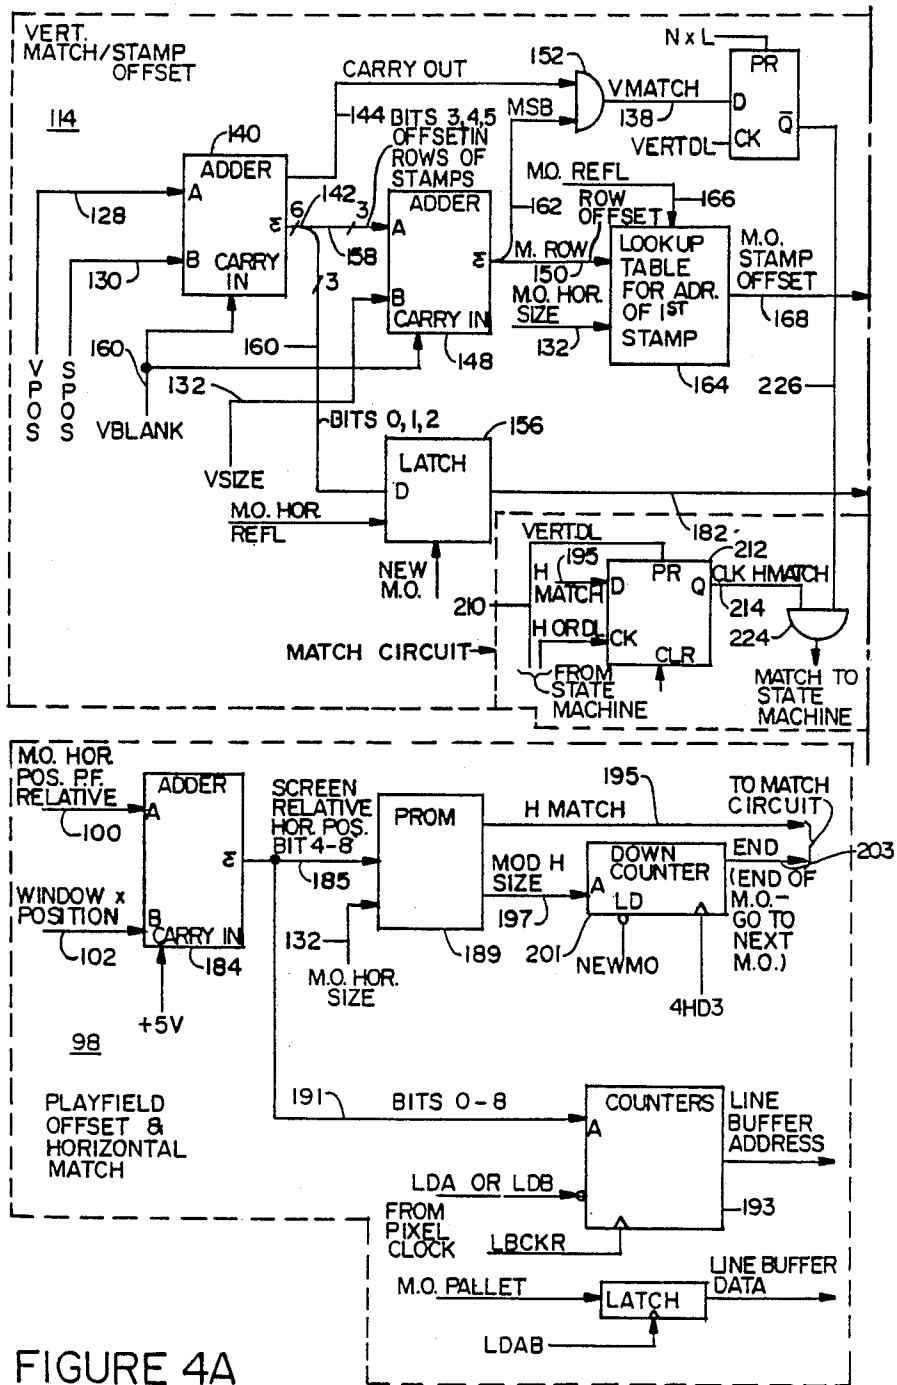 VERT.
MATCH/STAMP
OFFSET
114
140
ADDER
A
B
Σ
CARRY
IN
128
130
VPOS
SPOS
160
VBLANK
132
VSIZE
CARRY OUT
144
BITS 3,4,5
OFFSET IN
ROWS OF
STAMPS
6
142
3
158
3
160
BITS 0,1,2
ADDER
A
B
Σ
CARRY IN
148
MSB
152
VMATCH
138
N x L
PR
D
CK
Q̄
VERTDL
162
M.O. REFL
166
ROW
OFFSET
M. ROW
150
M.O. HOR.
SIZE
132
LOOKUP
TABLE
FOR ADR.
OF 1ST
STAMP
164
M.O.
STAMP
OFFSET
168
226
156
LATCH
D
M.O. HOR.
REFL
NEW
M.O.
182
VERT.DL
195
H
MATCH
210
H OR DL
FROM
STATE
MACHINE
212
PR
D
Q
CK
CLR
CLK HMATCH
214
224
MATCH TO
STATE
MACHINE
MATCH CIRCUIT
M.O. HOR.
POS. P.F.
RELATIVE
100
WINDOW X
POSITION
102
ADDER
A
Σ
B
CARRY IN
184
+5V
98
PLAYFIELD
OFFSET &
HORIZONTAL
MATCH
SCREEN
RELATIVE
HOR. POS.
BIT 4-8
185
132
M.O. HOR.
SIZE
PROM
189
H MATCH
195
MOD H
SIZE
197
DOWN
COUNTER
A
LD
201
NEWMO
4HD3
TO MATCH
CIRCUIT
END
203
(END OF
M.O.-
GO TO
NEXT
M.O.)
191
BITS 0-8
COUNTERS
A
193
LINE
BUFFER
ADDRESS
LDA OR LDB
FROM
PIXEL
CLOCK
LBCKR
M.O. PALLET
LATCH
LDAB
LINE BUFFER
DATA
FIGURE 4A